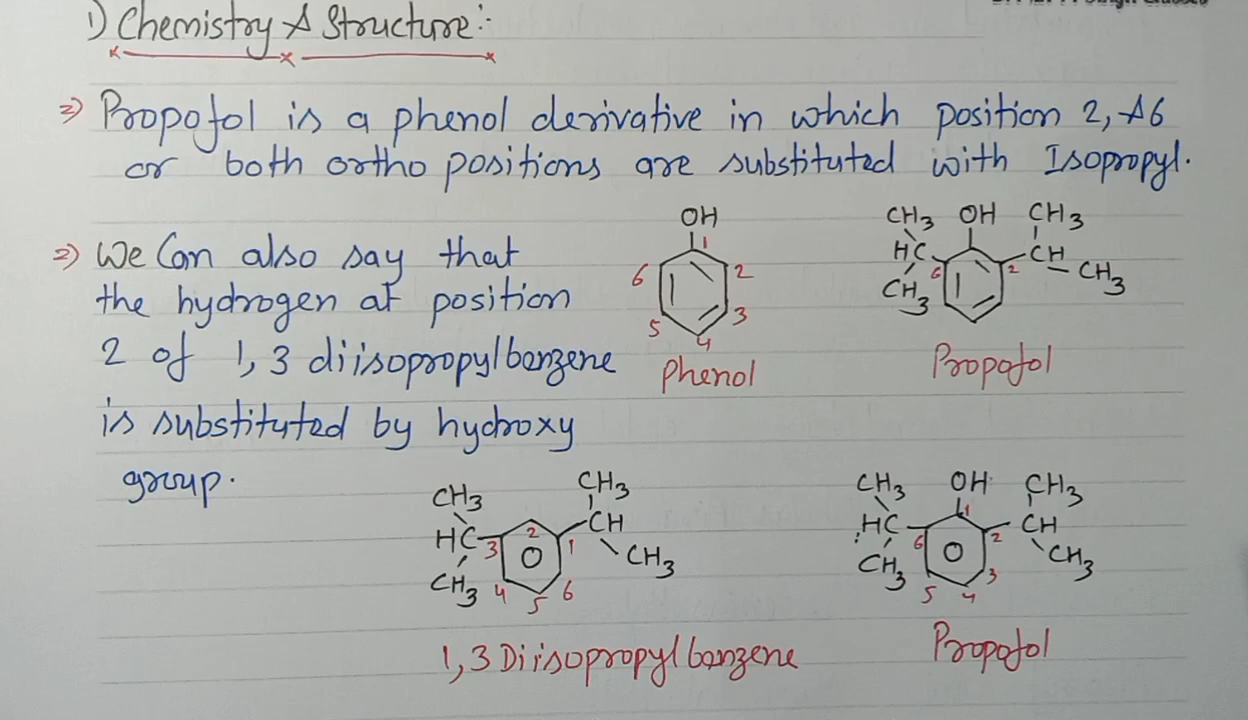 1) Chemistry & Structure:
⇒ Propofol is a phenol derivative in which position 2, & 6
or both ortho positions are substituted with Isopropyl.
⇒ We Can also say that
the hydrogen at position
2 of 1,3 diisopropylbenzene
is substituted by hydroxy
group.
OH
1
6 2
5 3
4
Phenol
CH3 OH CH3
HC CH
6 2
CH3 CH3
Propofol
CH3 CH3
HC CH
3 2 1
CH3 CH3
4 5 6
1,3 Diisopropylbenzene
CH3 OH CH3
1
HC CH
6 2
CH3 CH3
5 4 3
Propofol